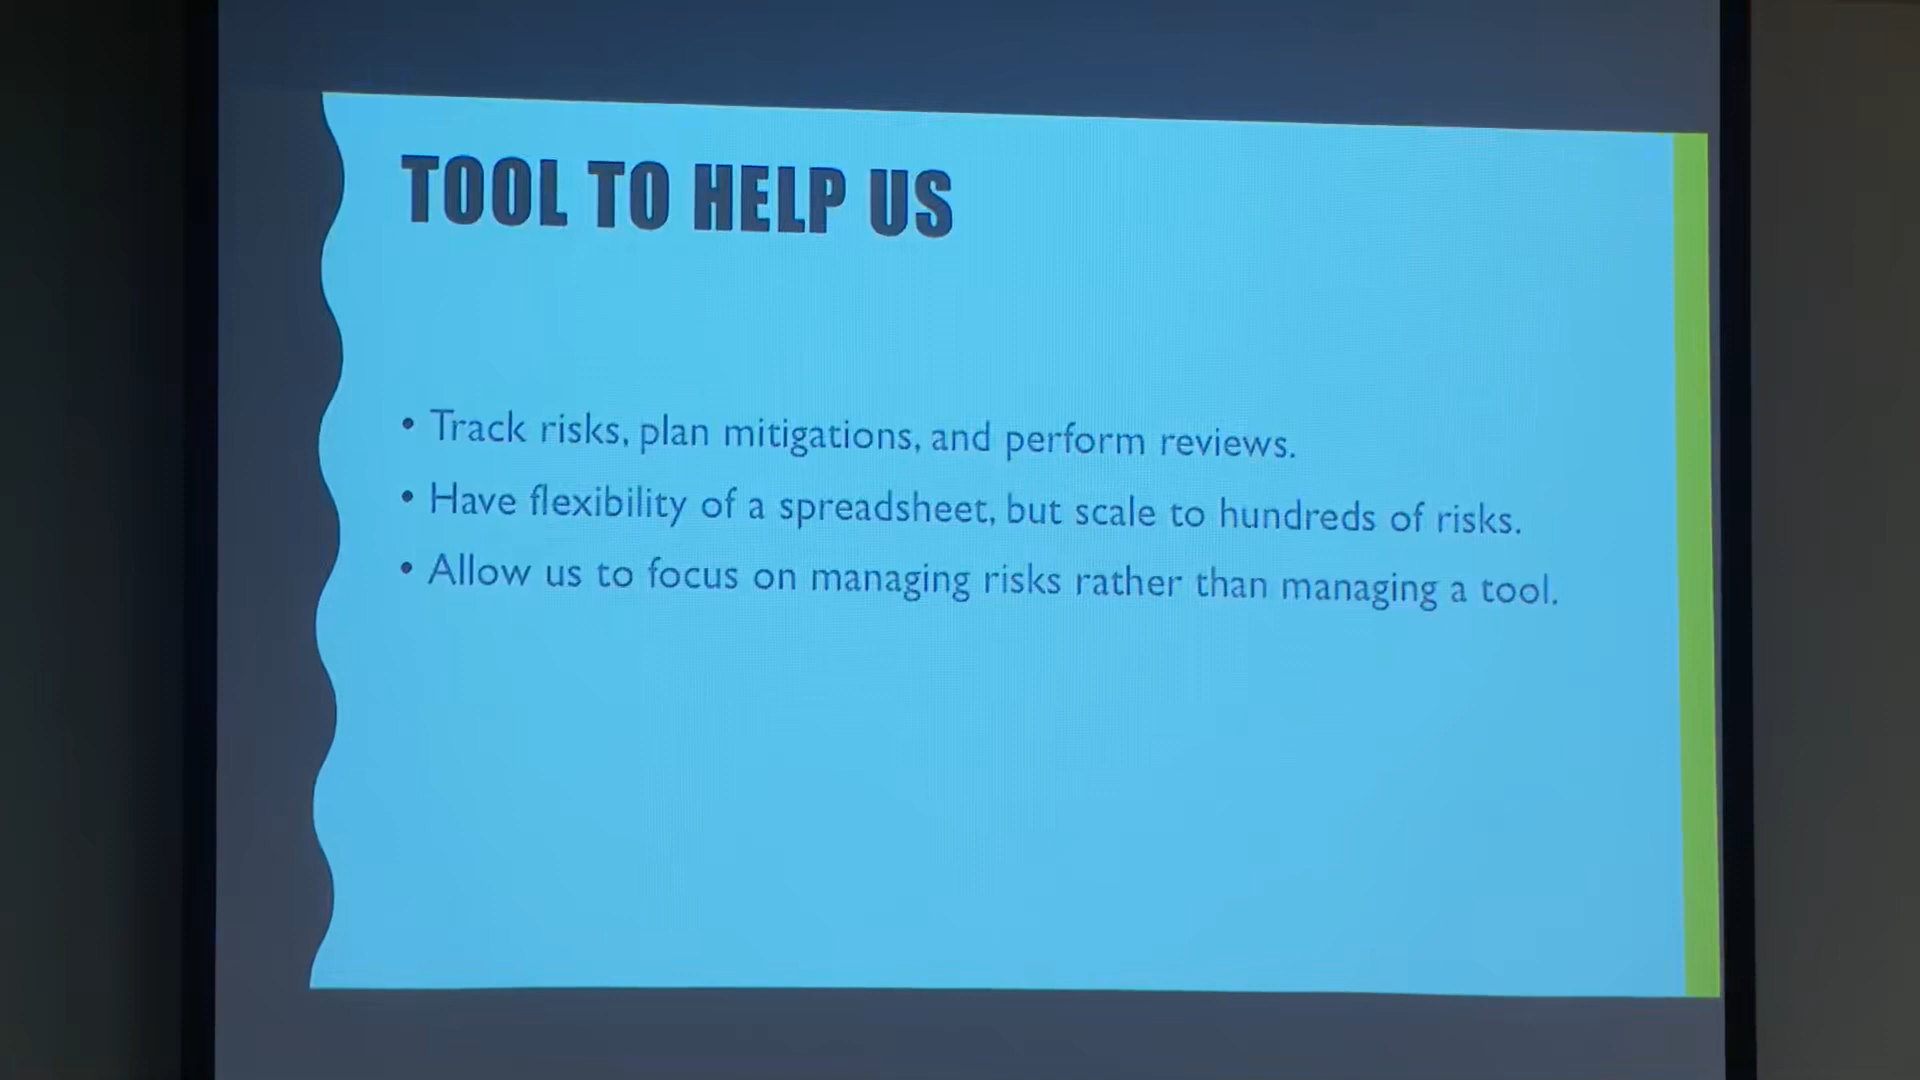 TOOL TO HELP US
• Track risks, plan mitigations, and perform reviews.
• Have flexibility of a spreadsheet, but scale to hundreds of risks.
• Allow us to focus on managing risks rather than managing a tool.